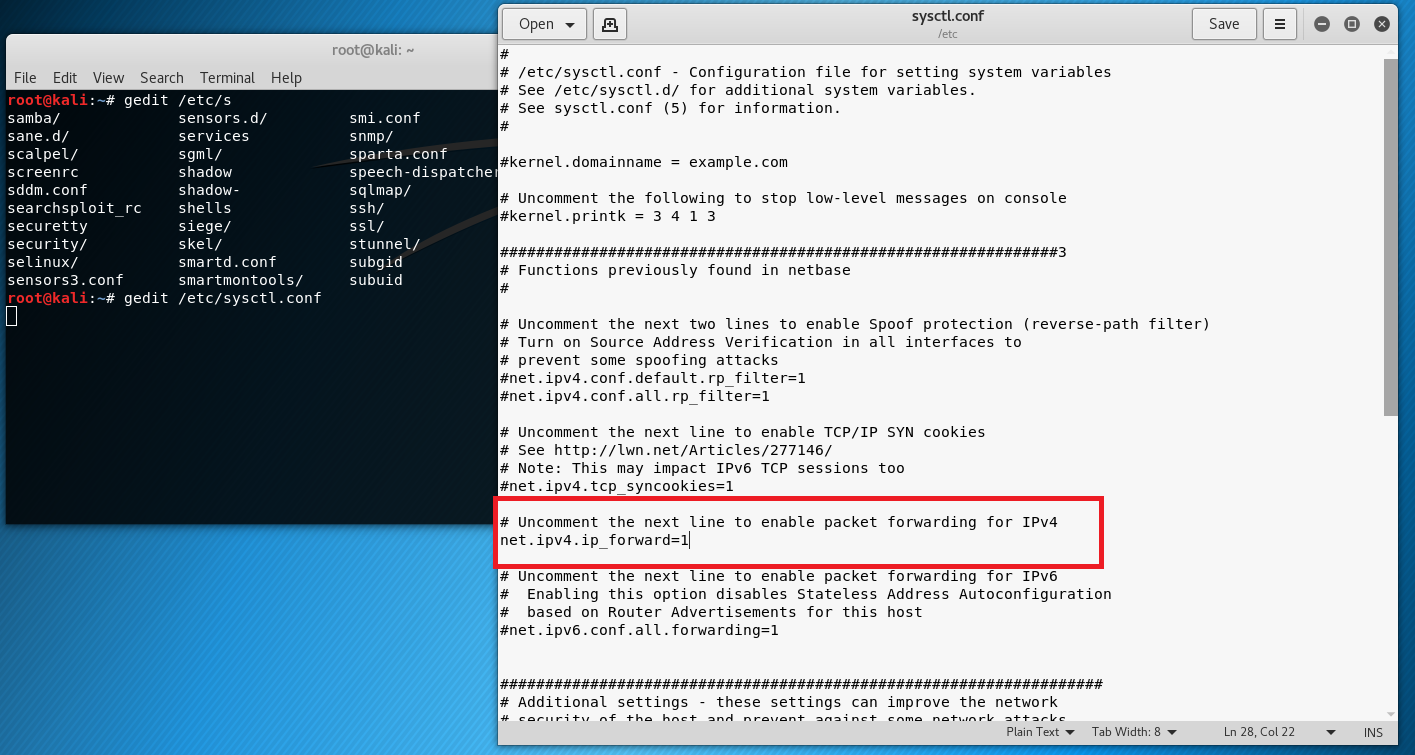 root@kali: ~
File Edit View Search Terminal Help
root@kali:~# gedit /etc/s
samba/ sensors.d/ smi.conf
sane.d/ services snmp/
scalpel/ sgml/ sparta.conf
screenrc shadow speech-dispatcher
sddm.conf shadow- sqlmap/
searchsploit_rc shells ssh/
securetty siege/ ssl/
security/ skel/ stunnel/
selinux/ smartd.conf subgid
sensors3.conf smartmontools/ subuid
root@kali:~# gedit /etc/sysctl.conf
Open
sysctl.conf
/etc
Save
#
# /etc/sysctl.conf - Configuration file for setting system variables
# See /etc/sysctl.d/ for additional system variables.
# See sysctl.conf (5) for information.
#
#kernel.domainname = example.com
# Uncomment the following to stop low-level messages on console
#kernel.printk = 3 4 1 3
##############################################################3
# Functions previously found in netbase
#
# Uncomment the next two lines to enable Spoof protection (reverse-path filter)
# Turn on Source Address Verification in all interfaces to
# prevent some spoofing attacks
#net.ipv4.conf.default.rp_filter=1
#net.ipv4.conf.all.rp_filter=1
# Uncomment the next line to enable TCP/IP SYN cookies
# See http://lwn.net/Articles/277146/
# Note: This may impact IPv6 TCP sessions too
#net.ipv4.tcp_syncookies=1
# Uncomment the next line to enable packet forwarding for IPv4
net.ipv4.ip_forward=1
# Uncomment the next line to enable packet forwarding for IPv6
#  Enabling this option disables Stateless Address Autoconfiguration
#  based on Router Advertisements for this host
#net.ipv6.conf.all.forwarding=1
###################################################################
# Additional settings - these settings can improve the network
# security of the host and prevent against some network attacks
Plain Text Tab Width: 8 Ln 28, Col 22 INS